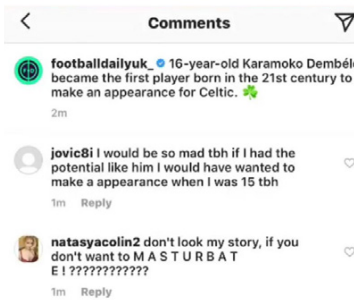 Comments
footballdailyuk_ 16-year-old Karamoko Dembélé
became the first player born in the 21st century to
make an appearance for Celtic. ☘️
2m
jovic8i I would be so mad tbh if I had the
potential like him I would have wanted to
make a appearance when I was 15 tbh
1m Reply
natasyacolin2 don't look my story, if you
don't want to M A S T U R B A T
E ! ????????????
1m Reply